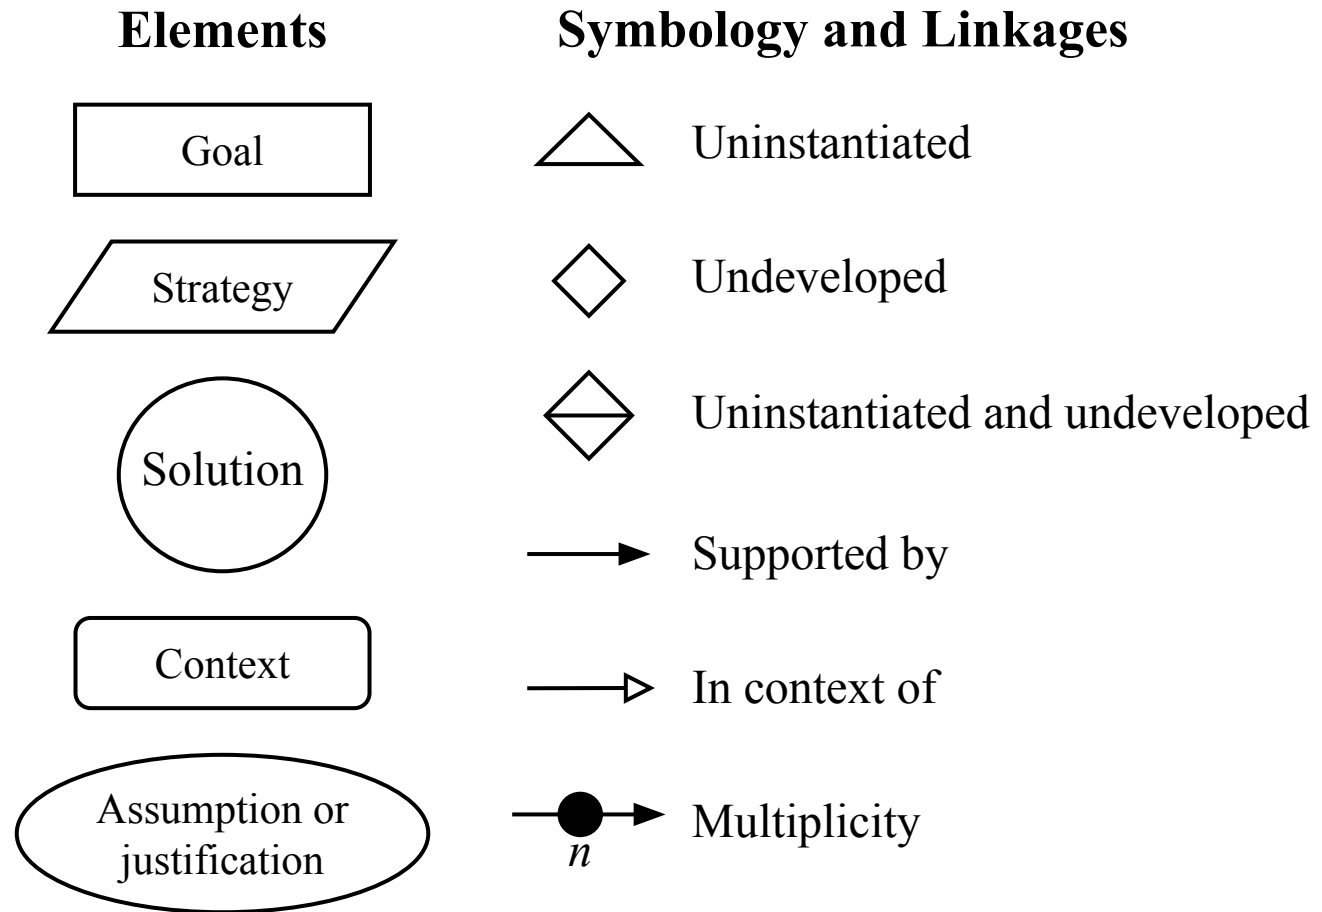 Elements
Goal
Strategy
Solution
Context
Assumption or
justification
Symbology and Linkages
Uninstantiated
Undeveloped
Uninstantiated and undeveloped
Supported by
In context of
n
Multiplicity